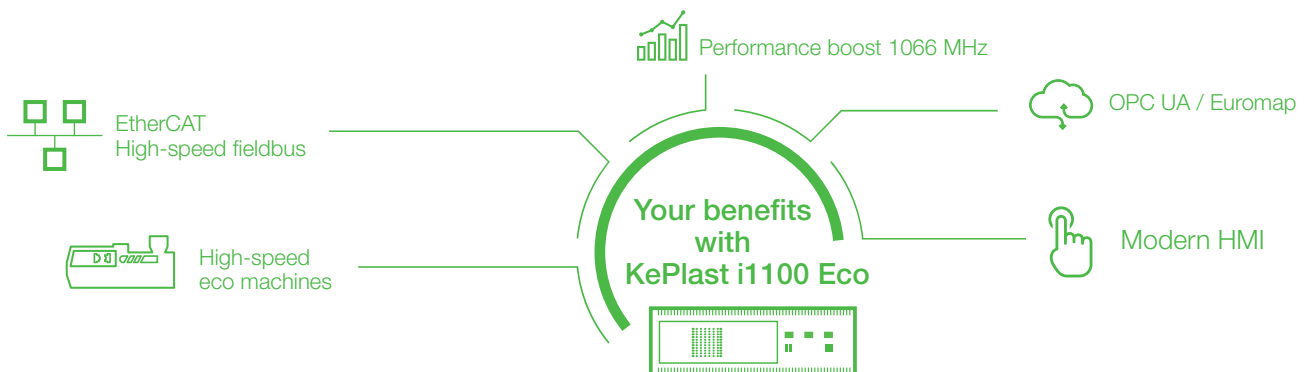 Performance boost 1066 MHz
EtherCAT
High-speed fieldbus
OPC UA / Euromap
Your benefits
with
KePlast i1100 Eco
Modern HMI
High-speed
eco machines